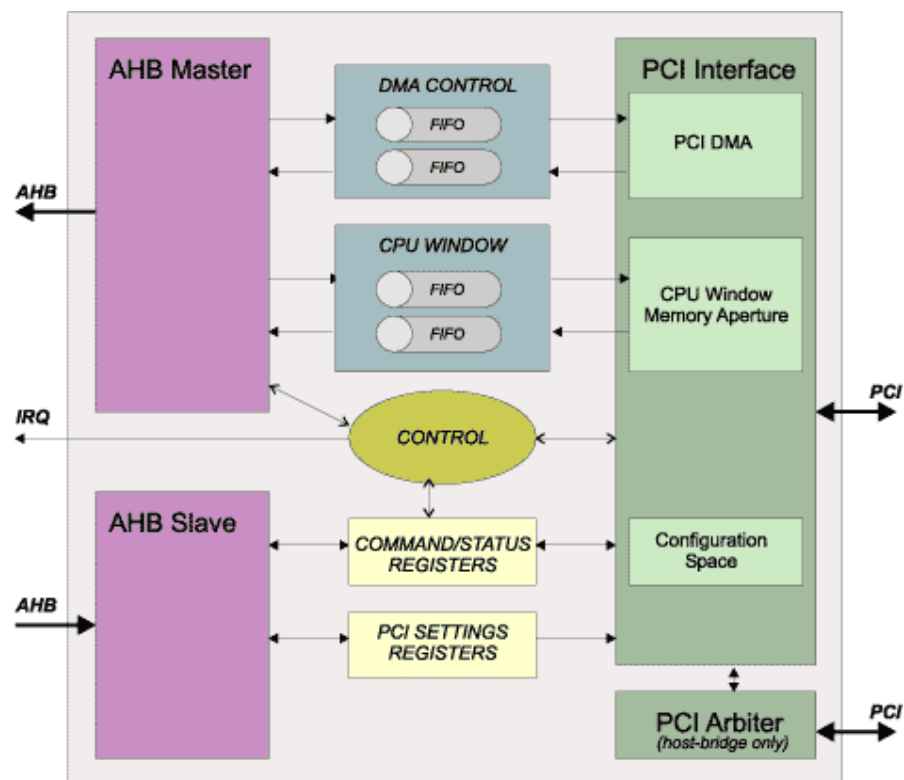 AHB Master
DMA CONTROL
FIFO
FIFO
PCI Interface
PCI DMA
AHB
CPU WINDOW
FIFO
FIFO
CPU Window
Memory Aperture
PCI
IRQ
CONTROL
AHB Slave
COMMAND/STATUS
REGISTERS
Configuration
Space
AHB
PCI SETTINGS
REGISTERS
PCI Arbiter
(host-bridge only)
PCI